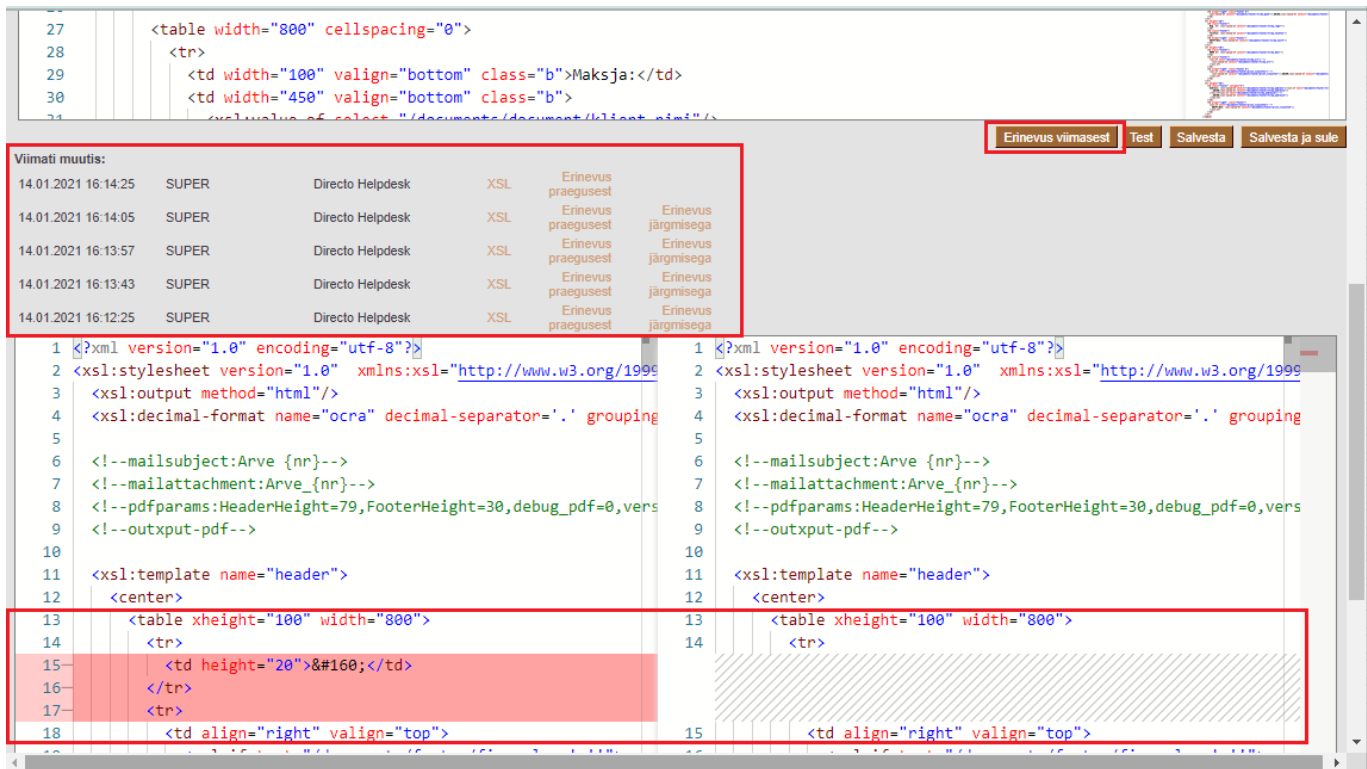 27 <table width="800" cellspacing="0">
28 <tr>
29 <td width="100" valign="bottom" class="b">Maksja:</td>
30 <td width="450" valign="bottom" class="b">
31 <xsl:value-of select="/documents/document/klient_nimi"/>
Erinevus viimasest Test Salvesta Salvesta ja sule
Viimati muutis:
14.01.2021 16:14:25 SUPER Directo Helpdesk XSL Erinevus praegusest
14.01.2021 16:14:05 SUPER Directo Helpdesk XSL Erinevus praegusest Erinevus järgmisega
14.01.2021 16:13:57 SUPER Directo Helpdesk XSL Erinevus praegusest Erinevus järgmisega
14.01.2021 16:13:43 SUPER Directo Helpdesk XSL Erinevus praegusest Erinevus järgmisega
14.01.2021 16:12:25 SUPER Directo Helpdesk XSL Erinevus praegusest Erinevus järgmisega
1 <?xml version="1.0" encoding="utf-8"?>
2 <xsl:stylesheet version="1.0" xmlns:xsl="http://www.w3.org/1999
3 <xsl:output method="html"/>
4 <xsl:decimal-format name="ocra" decimal-separator='.' grouping
5
6 <!--mailsubject:Arve {nr}-->
7 <!--mailattachment:Arve_{nr}-->
8 <!--pdfparams:HeaderHeight=79,FooterHeight=30,debug_pdf=0,vers
9 <!--outxput-pdf-->
10
11 <xsl:template name="header">
12 <center>
13 <table xheight="100" width="800">
14 <tr>
15— <td height="20">&#160;</td>
16— </tr>
17— <tr>
18 <td align="right" valign="top">
1 <?xml version="1.0" encoding="utf-8"?>
2 <xsl:stylesheet version="1.0" xmlns:xsl="http://www.w3.org/1999
3 <xsl:output method="html"/>
4 <xsl:decimal-format name="ocra" decimal-separator='.' grouping
5
6 <!--mailsubject:Arve {nr}-->
7 <!--mailattachment:Arve_{nr}-->
8 <!--pdfparams:HeaderHeight=79,FooterHeight=30,debug_pdf=0,vers
9 <!--outxput-pdf-->
10
11 <xsl:template name="header">
12 <center>
13 <table xheight="100" width="800">
14 <tr>
15 <td align="right" valign="top">